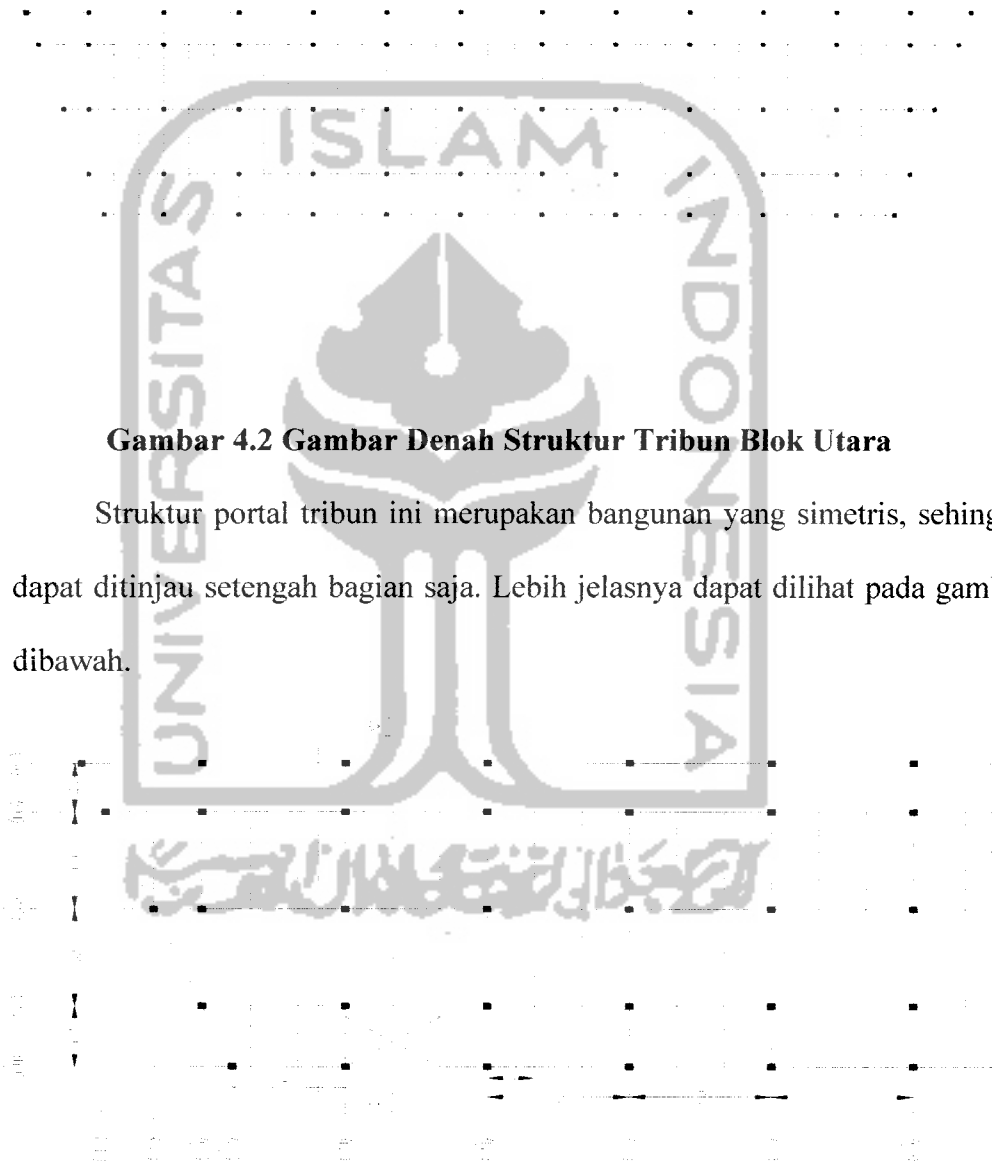 ISLAM
UNIVERSITAS
INDONESIA
Gambar 4.2 Gambar Denah Struktur Tribun Blok Utara
Struktur portal tribun ini merupakan bangunan yang simetris, sehing
dapat ditinjau setengah bagian saja. Lebih jelasnya dapat dilihat pada gam
dibawah.